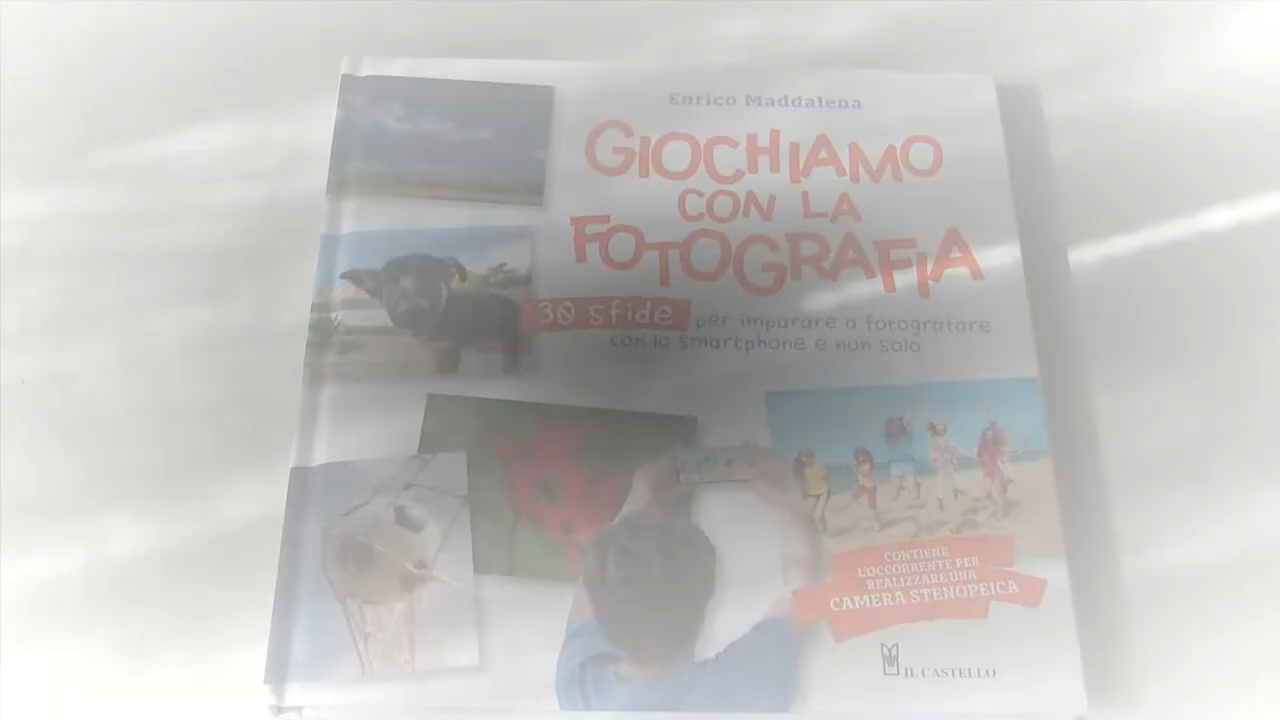 Enrico Maddalena
GIOCHIAMO
CON LA
FOTOGRAFIA
30 sfide per imparare a fotografare
con lo smartphone e non solo
CONTIENE
L'OCCORRENTE PER
REALIZZARE UNA
CAMERA STENOPEICA
IL CASTELLO